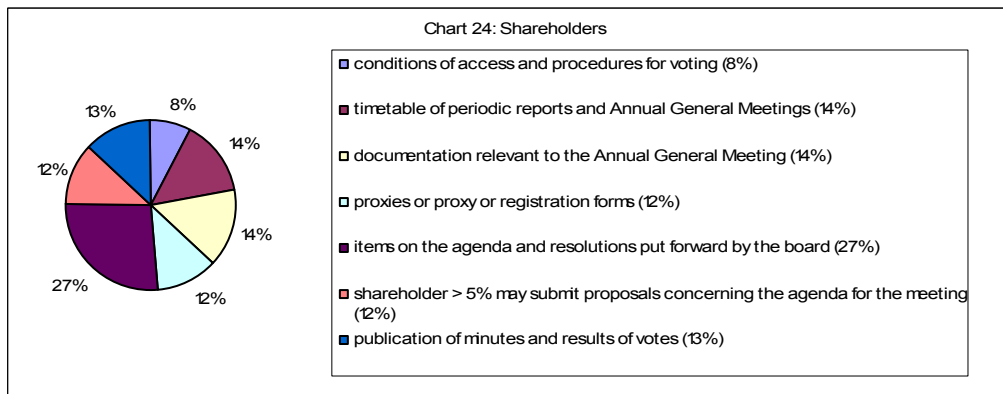 Chart 24: Shareholders
8%
14%
14%
12%
27%
12%
13%
conditions of access and procedures for voting (8%)
timetable of periodic reports and Annual General Meetings (14%)
documentation relevant to the Annual General Meeting (14%)
proxies or proxy or registration forms (12%)
items on the agenda and resolutions put forward by the board (27%)
shareholder > 5% may submit proposals concerning the agenda for the meeting
(12%)
publication of minutes and results of votes (13%)